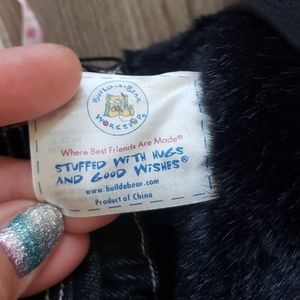 BUILD-A-BEAR
WORKSHOP®
Where Best Friends Are Made®
STUFFED WITH HUGS
AND GOOD WISHES®
www.buildabear.com
Product of China